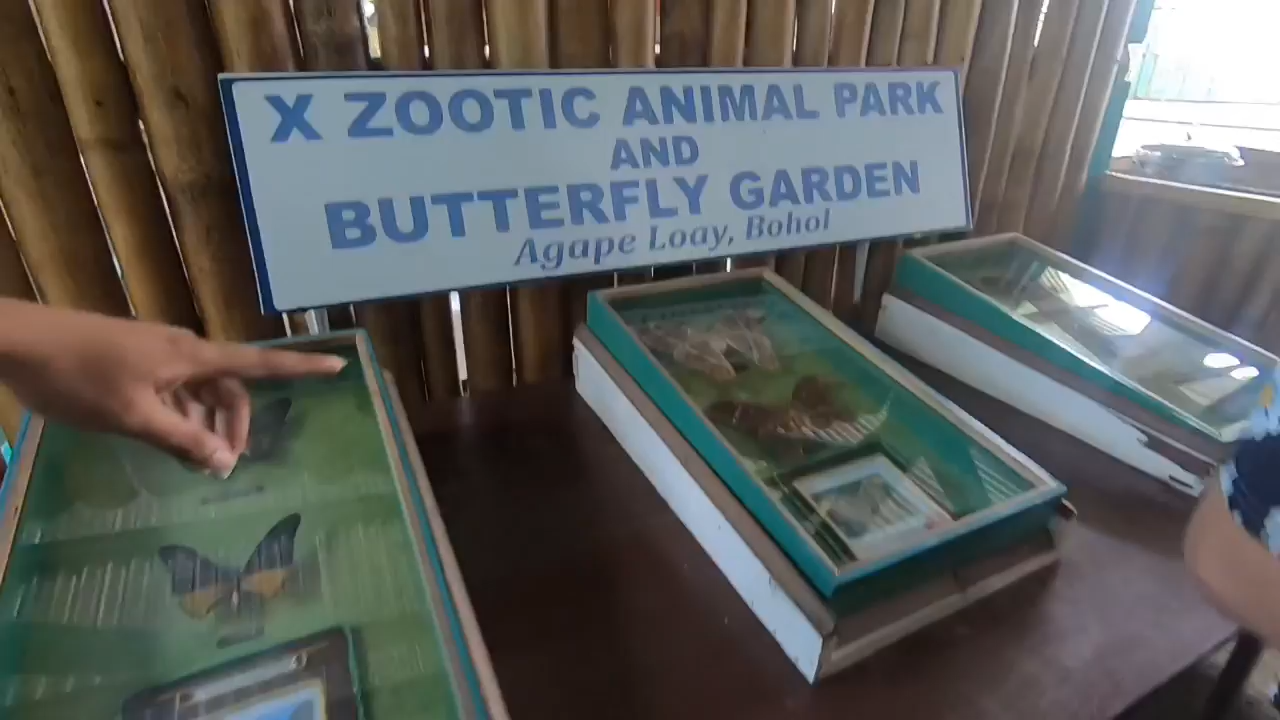 X ZOOTIC ANIMAL PARK
AND
BUTTERFLY GARDEN
Agape Loay, Bohol